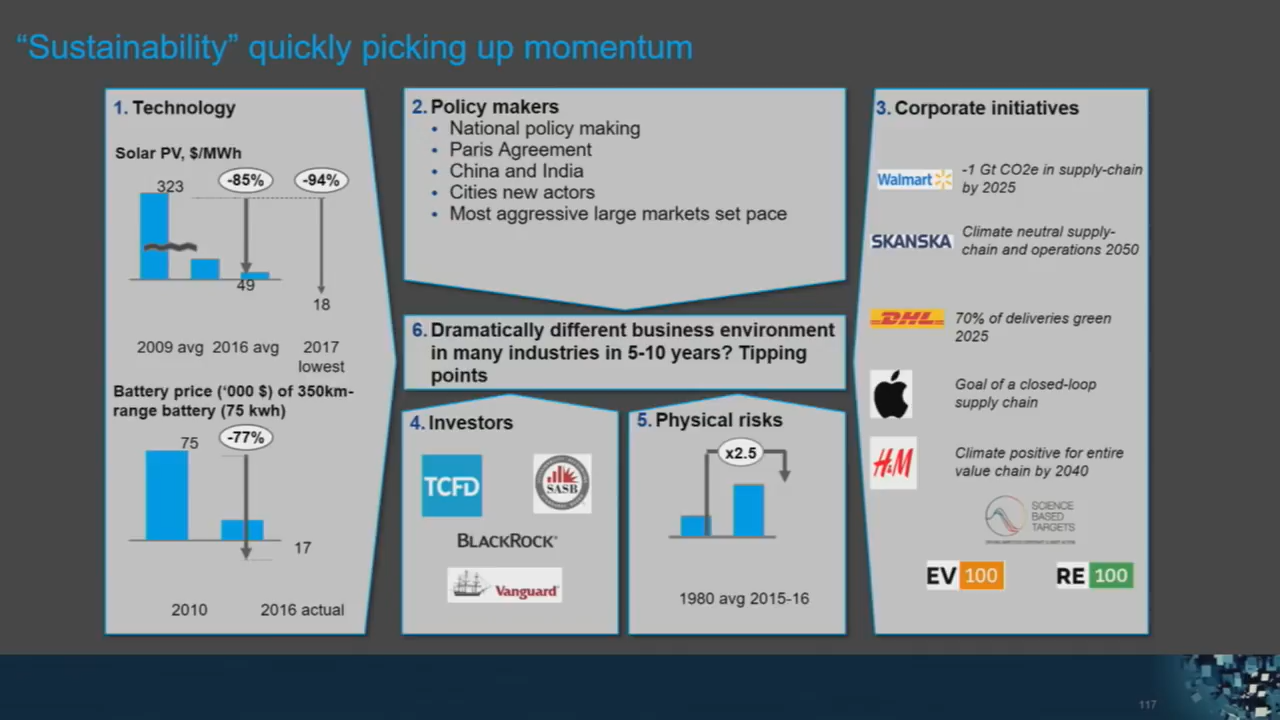 “Sustainability” quickly picking up momentum
1. Technology
Solar PV, $/MWh
323
-85%
-94%
49
18
2009 avg 2016 avg 2017
lowest
Battery price (‘000 $) of 350km-
range battery (75 kwh)
75
-77%
17
2010
2016 actual
2. Policy makers
• National policy making
• Paris Agreement
• China and India
• Cities new actors
• Most aggressive large markets set pace
6. Dramatically different business environment
in many industries in 5-10 years? Tipping
points
4. Investors
TCFD
SASB
BLACKROCK
Vanguard
5. Physical risks
x2.5
1980 avg 2015-16
3. Corporate initiatives
Walmart
-1 Gt CO2e in supply-chain
by 2025
SKANSKA
Climate neutral supply-
chain and operations 2050
DHL
70% of deliveries green
2025
Goal of a closed-loop
supply chain
H&M
Climate positive for entire
value chain by 2040
SCIENCE
BASED
TARGETS
EV 100
RE 100
117